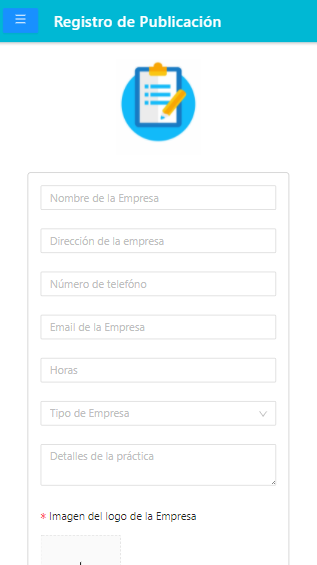 Registro de Publicación
Nombre de la Empresa
Dirección de la empresa
Número de telefóno
Email de la Empresa
Horas
Tipo de Empresa
Detalles de la práctica
* Imagen del logo de la Empresa